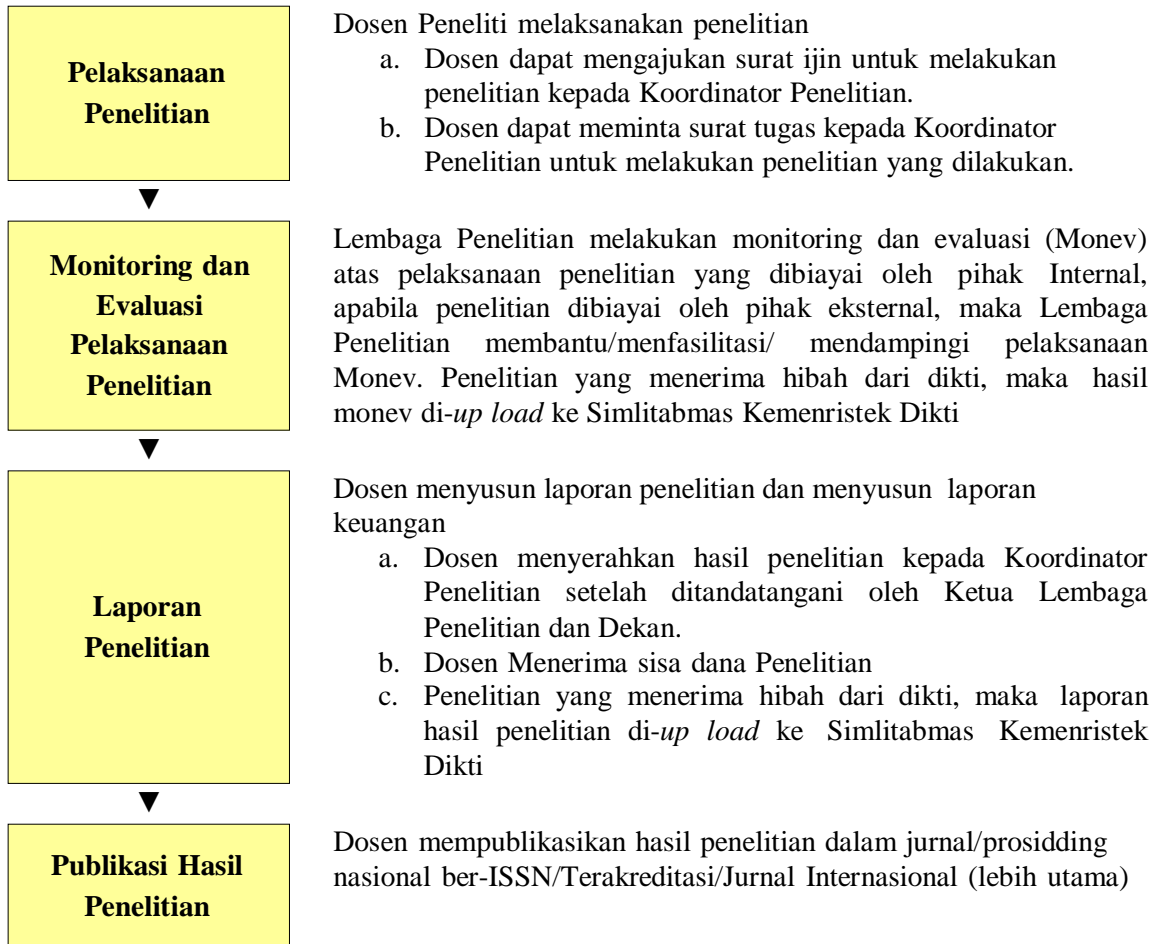 Pelaksanaan
Penelitian
Dosen Peneliti melaksanakan penelitian
a. Dosen dapat mengajukan surat ijin untuk melakukan
penelitian kepada Koordinator Penelitian.
b. Dosen dapat meminta surat tugas kepada Koordinator
Penelitian untuk melakukan penelitian yang dilakukan.
Monitoring dan
Evaluasi
Pelaksanaan
Penelitian
Lembaga Penelitian melakukan monitoring dan evaluasi (Monev)
atas pelaksanaan penelitian yang dibiayai oleh pihak Internal,
apabila penelitian dibiayai oleh pihak eksternal, maka Lembaga
Penelitian membantu/menfasilitasi/ mendampingi pelaksanaan
Monev. Penelitian yang menerima hibah dari dikti, maka hasil
monev di-up load ke Simlitabmas Kemenristek Dikti
Laporan
Penelitian
Dosen menyusun laporan penelitian dan menyusun laporan
keuangan
a. Dosen menyerahkan hasil penelitian kepada Koordinator
Penelitian setelah ditandatangani oleh Ketua Lembaga
Penelitian dan Dekan.
b. Dosen Menerima sisa dana Penelitian
c. Penelitian yang menerima hibah dari dikti, maka laporan
hasil penelitian di-up load ke Simlitabmas Kemenristek
Dikti
Publikasi Hasil
Penelitian
Dosen mempublikasikan hasil penelitian dalam jurnal/prosidding
nasional ber-ISSN/Terakreditasi/Jurnal Internasional (lebih utama)